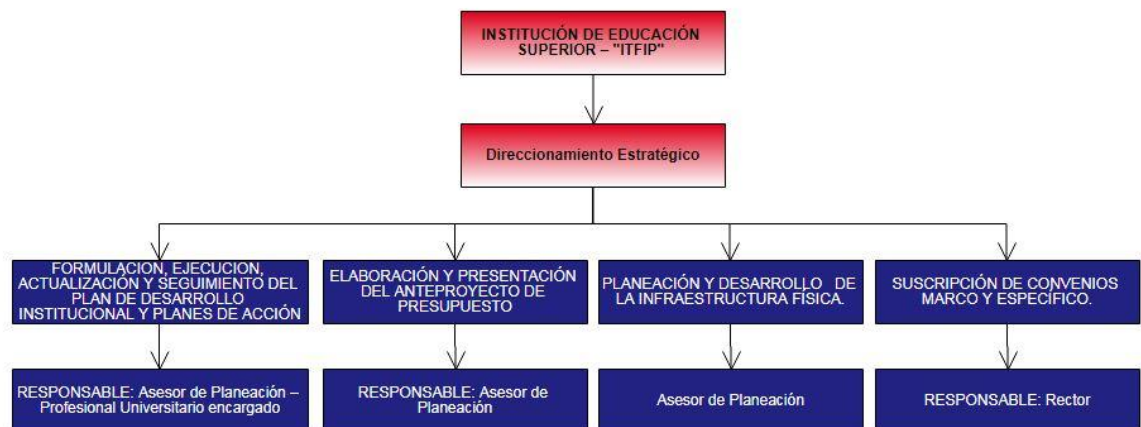 INSTITUCIÓN DE EDUCACIÓN
SUPERIOR – "ITFIP"
Direccionamiento Estratégico
FORMULACION, EJECUCION,
ACTUALIZACIÓN Y SEGUIMIENTO DEL
PLAN DE DESARROLLO
INSTITUCIONAL Y PLANES DE ACCIÓN
ELABORACIÓN Y PRESENTACIÓN
DEL ANTEPROYECTO DE
PRESUPUESTO
PLANEACIÓN Y DESARROLLO DE
LA INFRAESTRUCTURA FÍSICA.
SUSCRIPCIÓN DE CONVENIOS
MARCO Y ESPECÍFICO.
RESPONSABLE: Asesor de Planeación –
Profesional Universitario encargado
RESPONSABLE: Asesor de
Planeación
Asesor de Planeación
RESPONSABLE: Rector